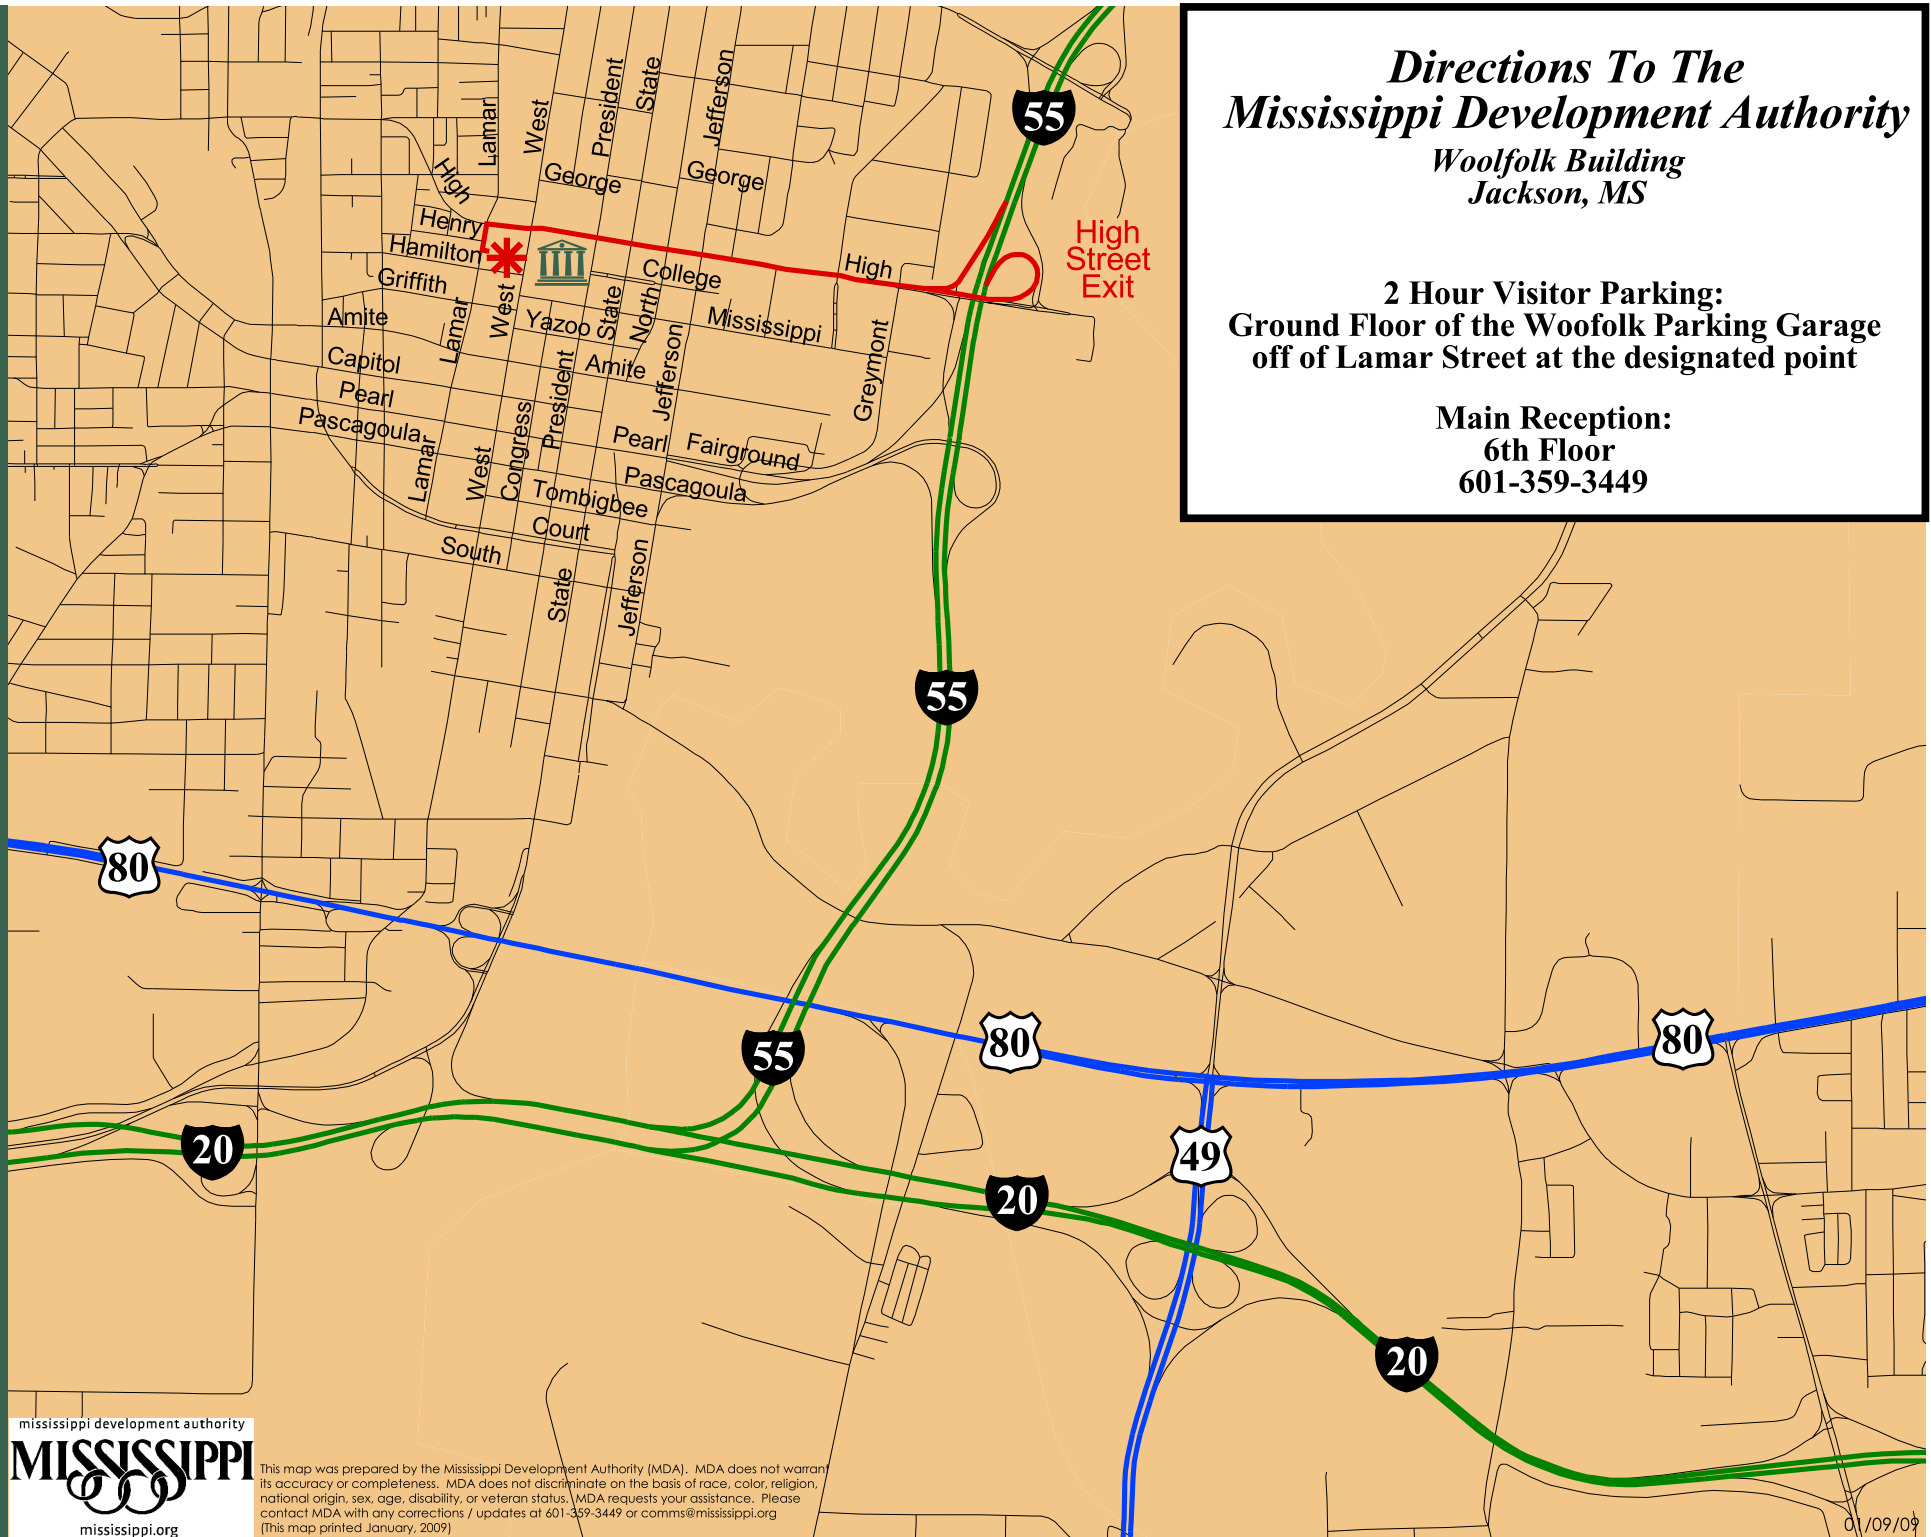 Directions To The
Mississippi Development Authority
Woolfolk Building
Jackson, MS
2 Hour Visitor Parking:
Ground Floor of the Woofolk Parking Garage
off of Lamar Street at the designated point
Main Reception:
6th Floor
601-359-3449
High
Street
Exit
55
55
55
80
80
80
49
20
20
20
Lamar
West
President
State
Jefferson
High
George
George
Henry
Hamilton
Griffith
College
High
Amite
Lamar
West
Yazoo
State
North
Mississippi
Capitol
Amite
Jefferson
Greymont
Pearl
President
Pascagoula
Congress
Pearl
Fairground
Lamar
West
Pascagoula
Tombigbee
Court
South
State
Jefferson
mississippi development authority
MISSISSIPPI
mississippi.org
This map was prepared by the Mississippi Development Authority (MDA).  MDA does not warrant
its accuracy or completeness.  MDA does not discriminate on the basis of race, color, religion,
national origin, sex, age, disability, or veteran status.  MDA requests your assistance.  Please
contact MDA with any corrections / updates at 601-359-3449 or comms@mississippi.org
(This map printed January, 2009)
01/09/09